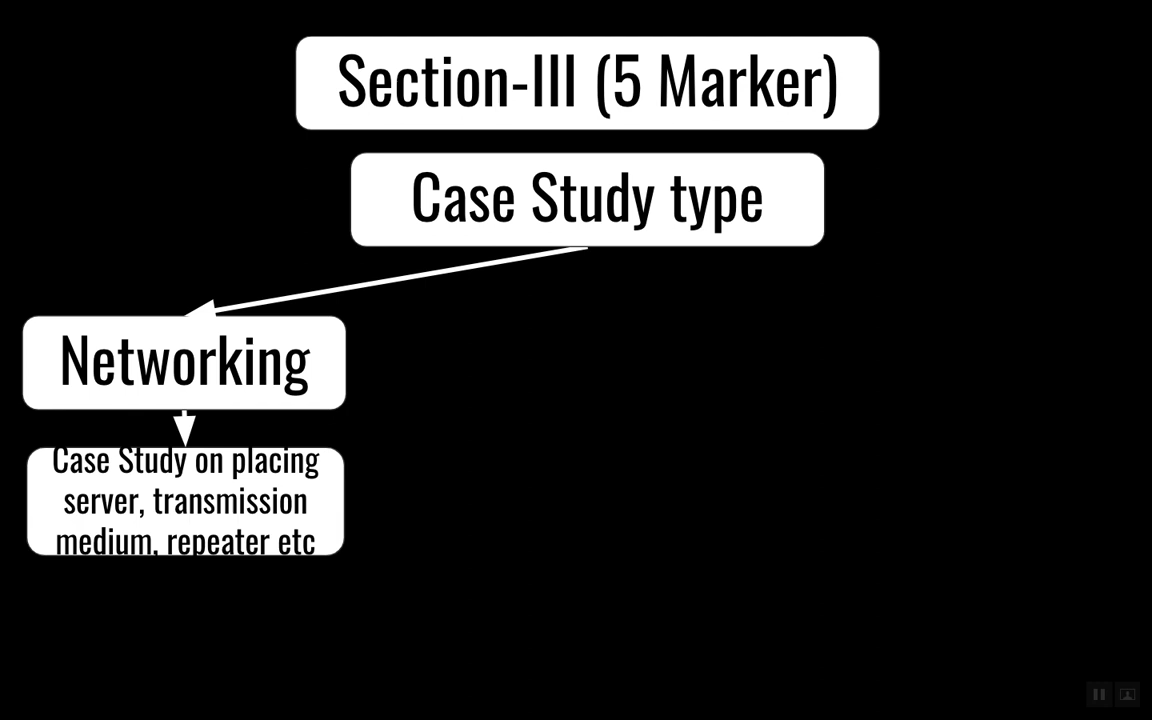 Section-III (5 Marker)
Case Study type
Networking
Case Study on placing
server, transmission
medium, repeater etc